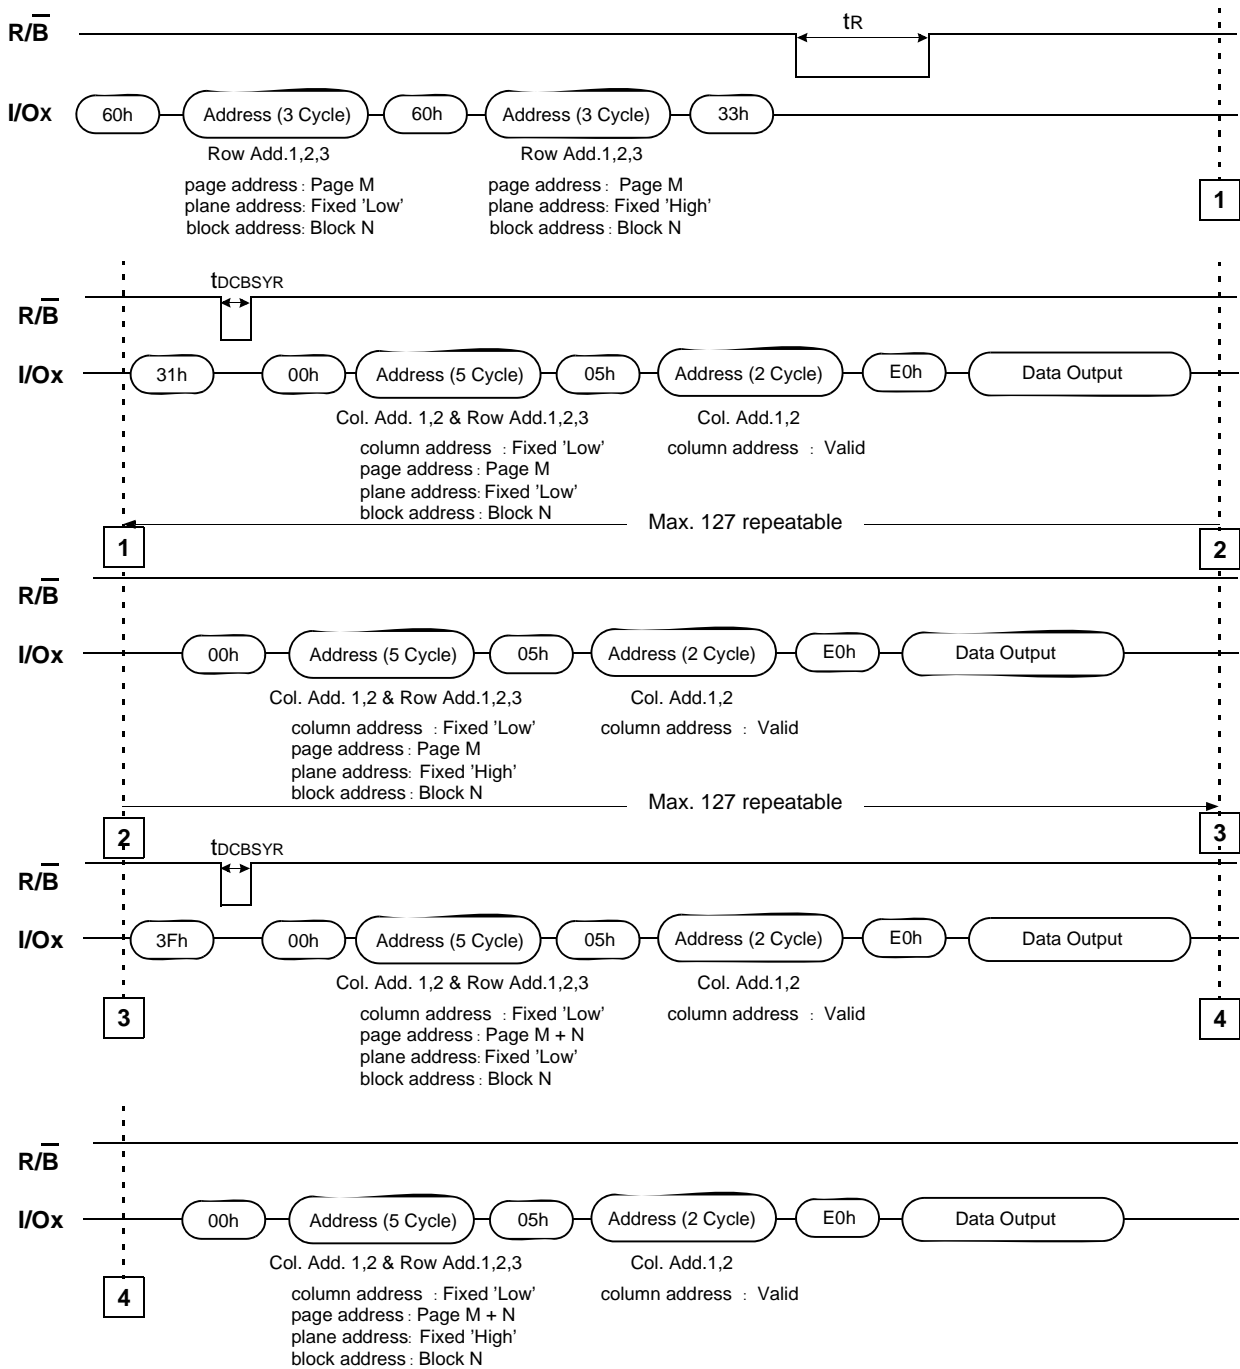 R/B tR
I/Ox 60h Address (3 Cycle) 60h Address (3 Cycle) 33h
Row Add.1,2,3 Row Add.1,2,3
page address : Page M page address : Page M
plane address: Fixed 'Low' plane address: Fixed 'High'
block address: Block N block address: Block N
1
tDCBSYR
R/B
I/Ox 31h 00h Address (5 Cycle) 05h Address (2 Cycle) E0h Data Output
Col. Add. 1,2 & Row Add.1,2,3 Col. Add.1,2
column address : Fixed 'Low' column address : Valid
page address : Page M
plane address: Fixed 'Low'
block address : Block N
Max. 127 repeatable
1 2
R/B
I/Ox 00h Address (5 Cycle) 05h Address (2 Cycle) E0h Data Output
Col. Add. 1,2 & Row Add.1,2,3 Col. Add.1,2
column address : Fixed 'Low' column address : Valid
page address : Page M
plane address: Fixed 'High'
block address : Block N
Max. 127 repeatable
2 3
tDCBSYR
R/B
I/Ox 3Fh 00h Address (5 Cycle) 05h Address (2 Cycle) E0h Data Output
Col. Add. 1,2 & Row Add.1,2,3 Col. Add.1,2
column address : Fixed 'Low' column address : Valid
page address : Page M + N
plane address: Fixed 'Low'
block address : Block N
3 4
R/B
I/Ox 00h Address (5 Cycle) 05h Address (2 Cycle) E0h Data Output
Col. Add. 1,2 & Row Add.1,2,3 Col. Add.1,2
column address : Fixed 'Low' column address : Valid
page address : Page M + N
plane address: Fixed 'High'
block address : Block N
4